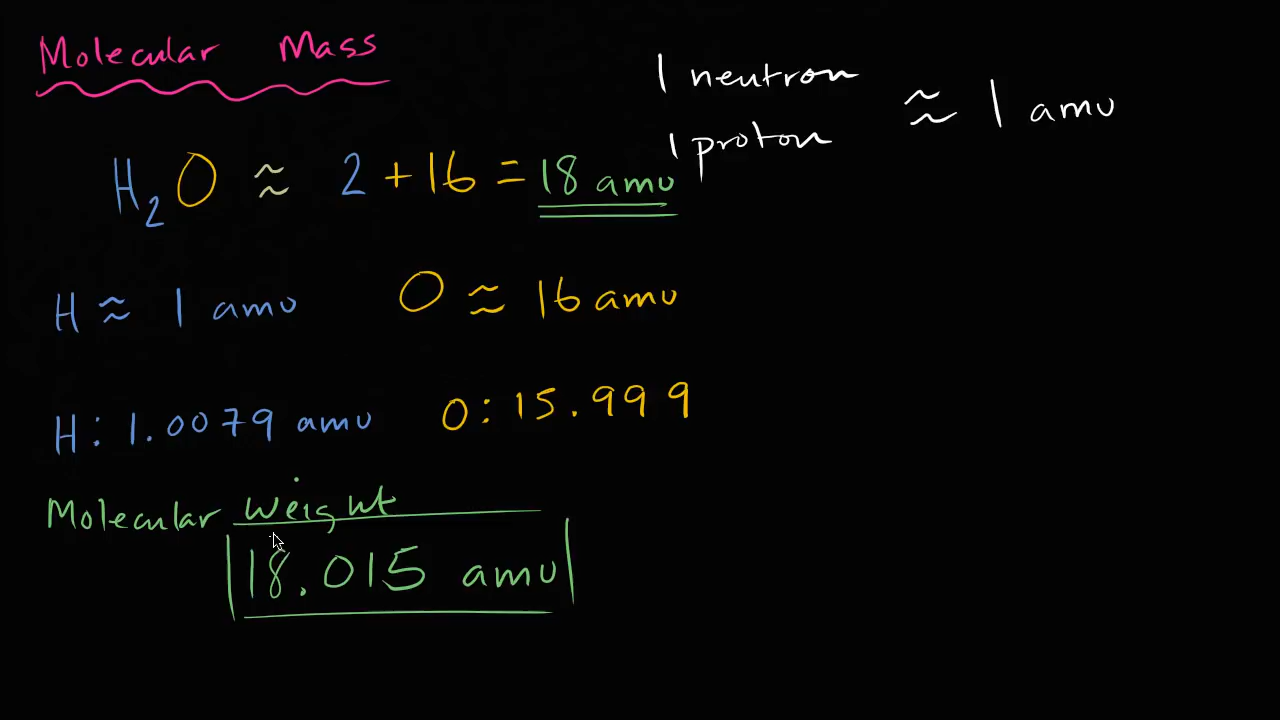 Molecular Mass
1 neutron
1 proton
≈ 1 amu
H₂O ≈ 2 + 16 = 18 amu
H ≈ 1 amu
O ≈ 16 amu
H: 1.0079 amu
O: 15.999
Molecular Weight
18.015 amu